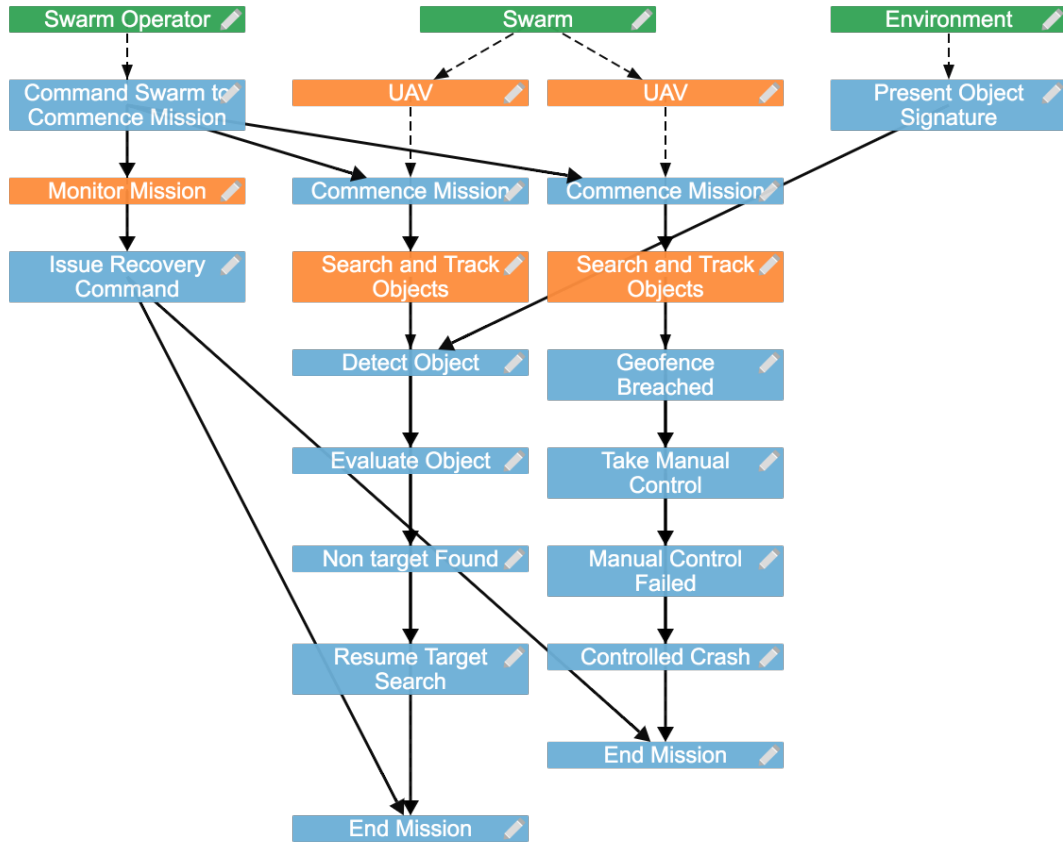 Swarm Operator
Swarm
Environment
Command Swarm to
Commence Mission
UAV
UAV
Present Object
Signature
Monitor Mission
Commence Mission
Commence Mission
Issue Recovery
Command
Search and Track
Objects
Search and Track
Objects
Detect Object
Geofence
Breached
Evaluate Object
Take Manual
Control
Non target Found
Manual Control
Failed
Resume Target
Search
Controlled Crash
End Mission
End Mission